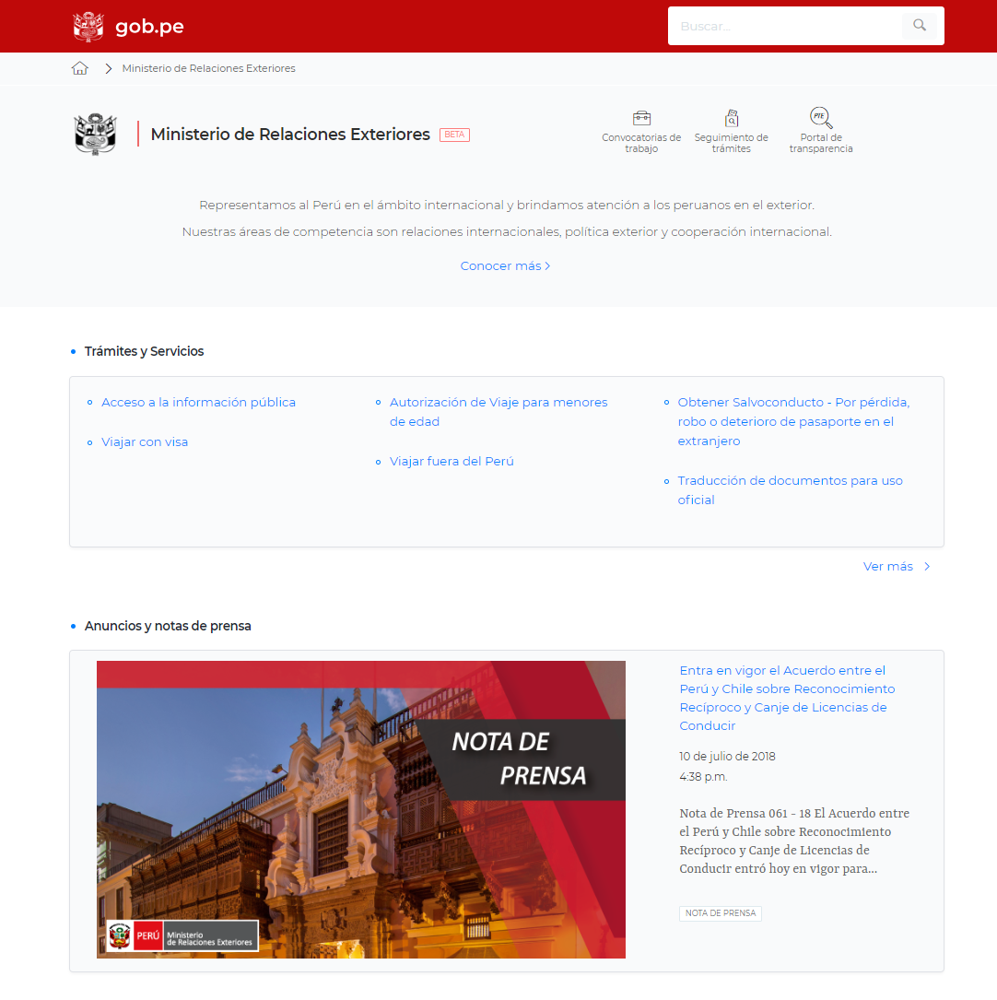 gob.pe
Buscar...
Ministerio de Relaciones Exteriores
Ministerio de Relaciones Exteriores BETA
Convocatorias de
trabajo
Seguimiento de
trámites
PTE
Portal de
transparencia
Representamos al Perú en el ámbito internacional y brindamos atención a los peruanos en el exterior.
Nuestras áreas de competencia son relaciones internacionales, política exterior y cooperación internacional.
Conocer más
Trámites y Servicios
Acceso a la información pública
Viajar con visa
Autorización de Viaje para menores
de edad
Viajar fuera del Perú
Obtener Salvoconducto - Por pérdida,
robo o deterioro de pasaporte en el
extranjero
Traducción de documentos para uso
oficial
Ver más
Anuncios y notas de prensa
NOTA DE
PRENSA
PERÚ
Ministerio
de Relaciones Exteriores
Entra en vigor el Acuerdo entre el
Perú y Chile sobre Reconocimiento
Recíproco y Canje de Licencias de
Conducir
10 de julio de 2018
4:38 p.m.
Nota de Prensa 061 - 18 El Acuerdo entre
el Perú y Chile sobre Reconocimiento
Recíproco y Canje de Licencias de
Conducir entró hoy en vigor para...
NOTA DE PRENSA